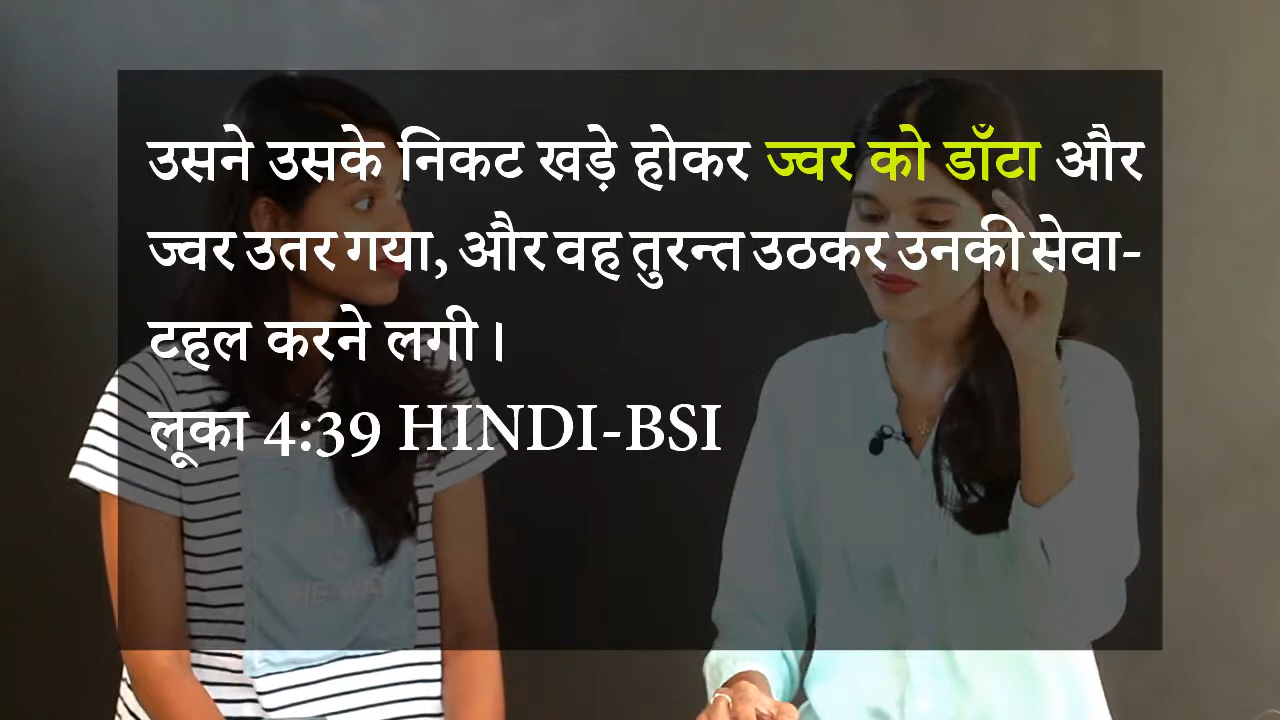 उसने उसके निकट खड़े होकर ज्वर को डाँटा और
ज्वर उतर गया, और वह तुरन्त उठकर उनकी सेवा-
टहल करने लगी।
लूका 4:39 HINDI-BSI